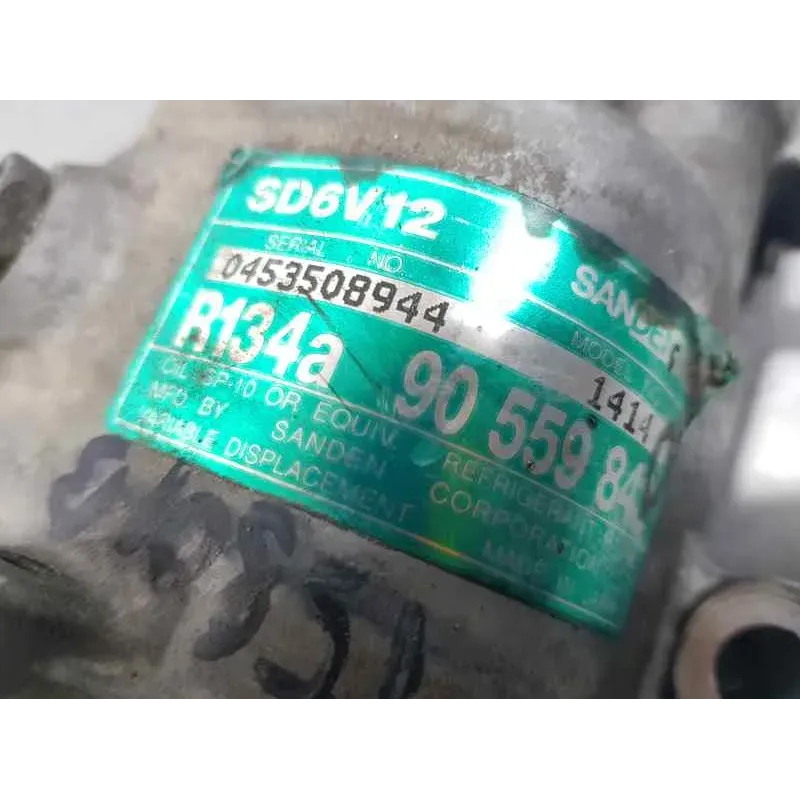 SD6V12
SANDEN
SERIAL NO.
MODEL
0453508944
1414
R134a
90 559 84
OIL SP-10 OR EQUIV.
REFRIGERANT
MFD BY SANDEN CORPORATION
VARIABLE DISPLACEMENT
MADE